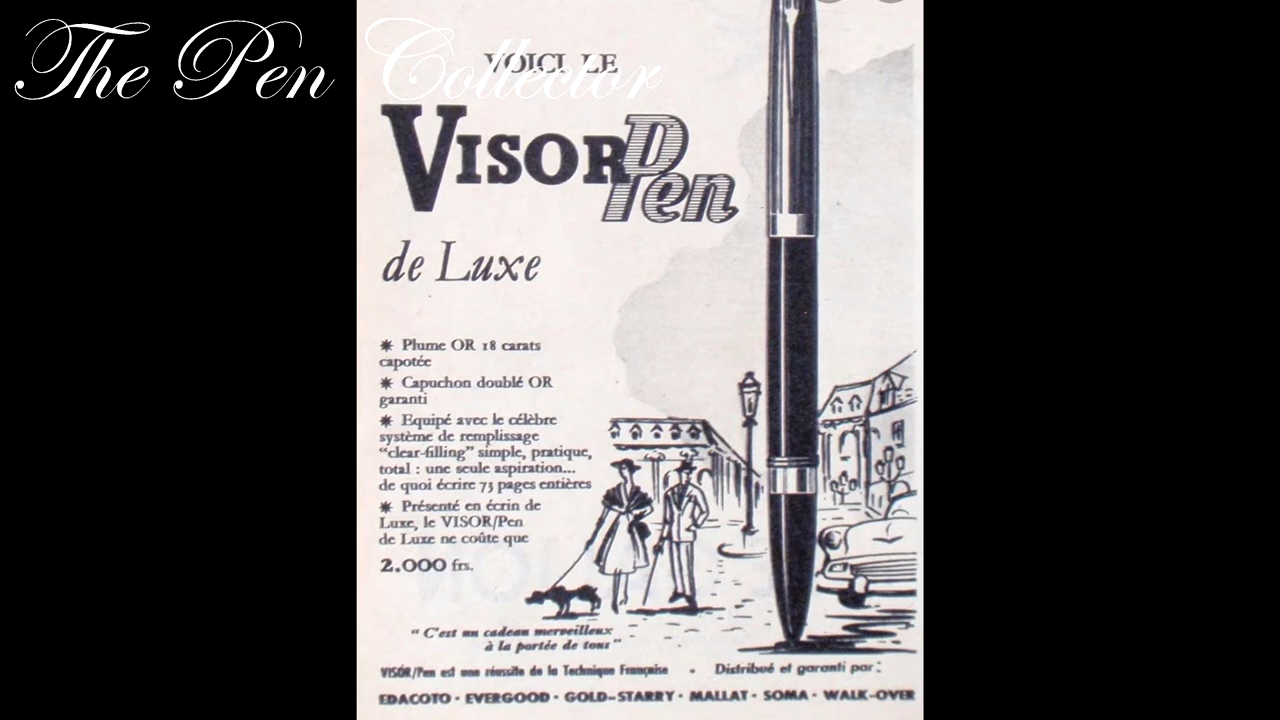 The Pen Collector
VOICI LE
VISOR Pen
de Luxe
✷ Plume OR 18 carats
capotée
✷ Capuchon doublé OR
garanti
✷ Equipé avec le célèbre
système de remplissage
"clear-filling" simple, pratique,
total : une seule aspiration...
de quoi écrire 73 pages entières
✷ Présenté en écrin de
Luxe, le VISOR/Pen
de Luxe ne coûte que
2.000 frs.
" C'est un cadeau merveilleux
à la portée de tous "
VISOR/Pen est une réussite de la Technique Française • Distribué et garanti par :
EDACOTO • EVERGOOD • GOLD-STARRY • MALLAT • SOMA • WALK-OVER